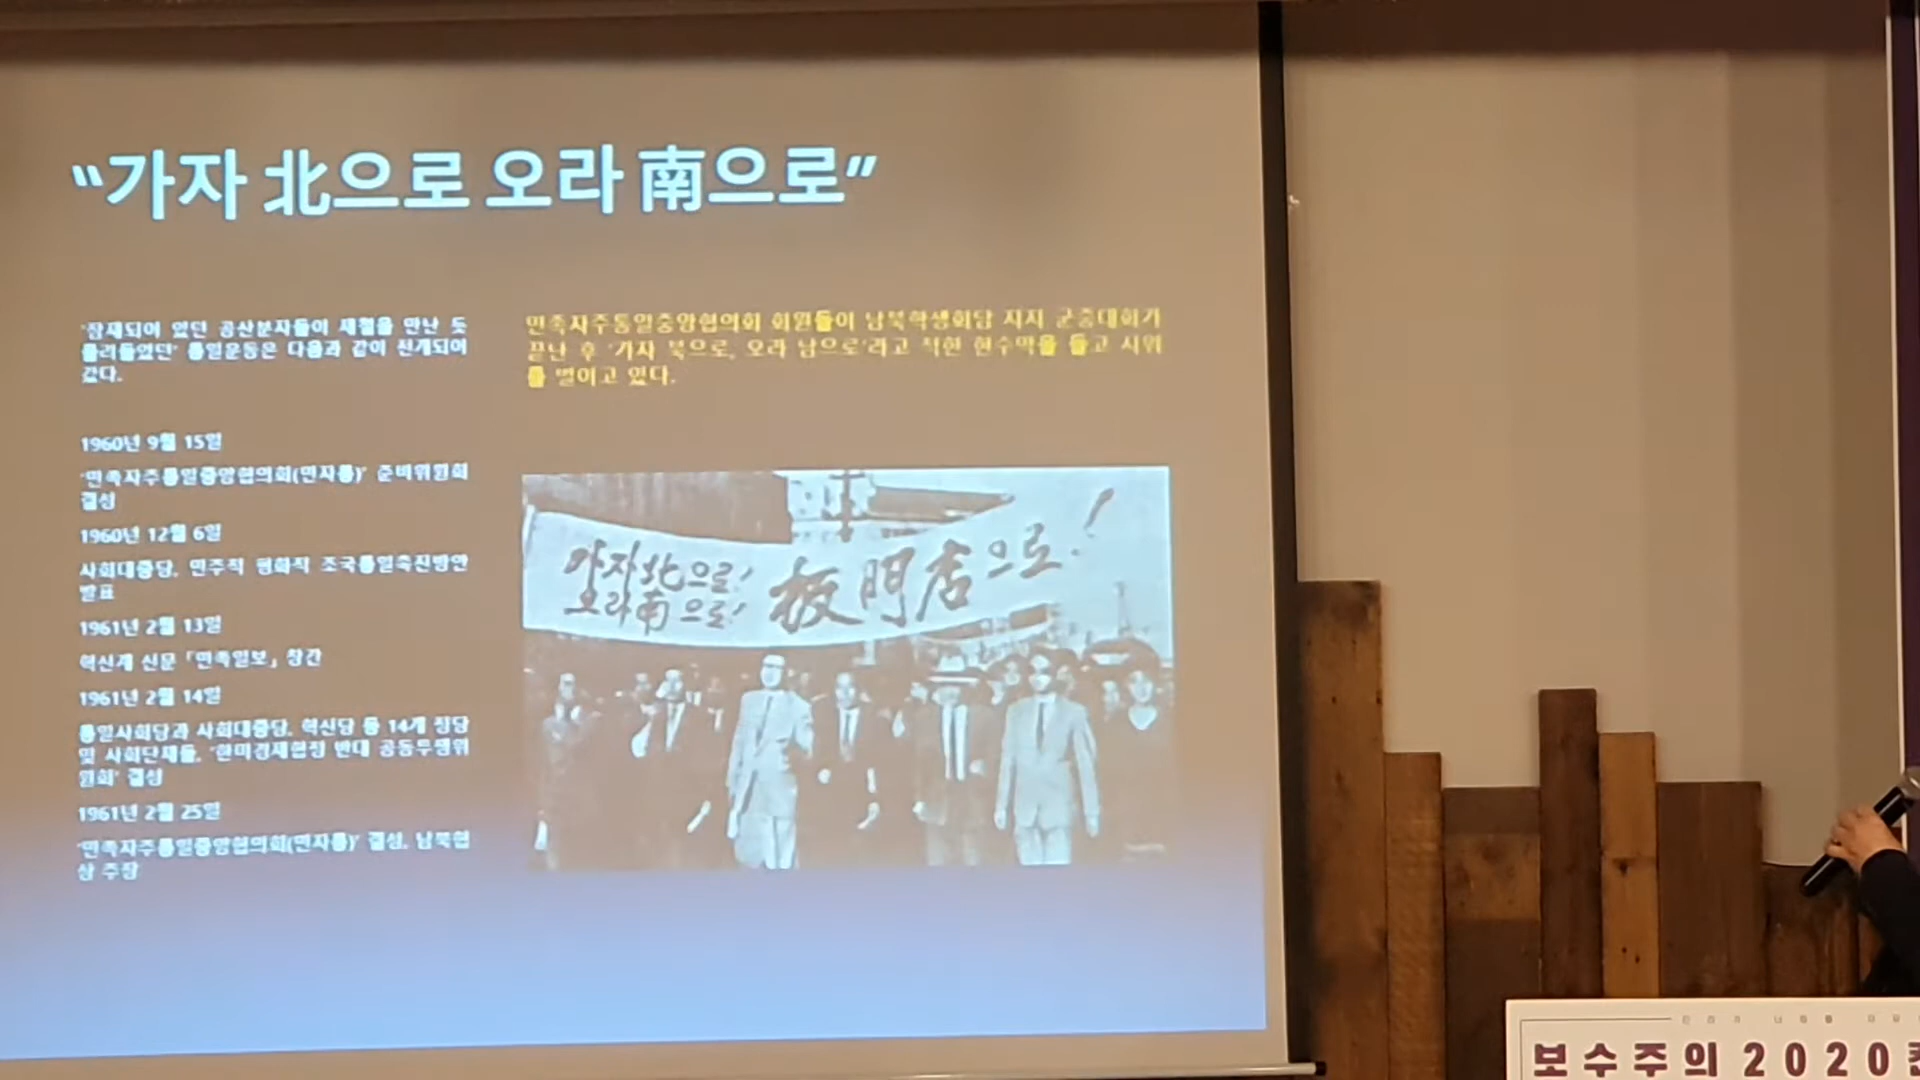 “가자 北으로 오라 南으로”
'잠재되어 있던 공산분자들이 제철을 만난 듯
몰려들었던' 통일운동은 다음과 같이 전개되어
갔다.
1960년 9월 15일
'민족자주통일중앙협의회(민자통)' 준비위원회
결성
1960년 12월 6일
사회대중당, 민주적 평화적 조국통일촉진방안
발표
1961년 2월 13일
혁신계 신문「민족일보」창간
1961년 2월 14일
통일사회당과 사회대중당, 혁신당 등 14개 정당
및 사회단체들, '한미경제협정 반대 공동투쟁위
원회' 결성
1961년 2월 25일
'민족자주통일중앙협의회(민자통)' 결성, 남북협
상 주장
민족자주통일중앙협의회 회원들이 남북학생회담 지지 군중대회가
끝난 후 '가자 북으로, 오라 남으로'라고 적힌 현수막을 들고 시위
를 벌이고 있다.
가자北으로!
오라南으로!
板門店으로!
보수주의 2020